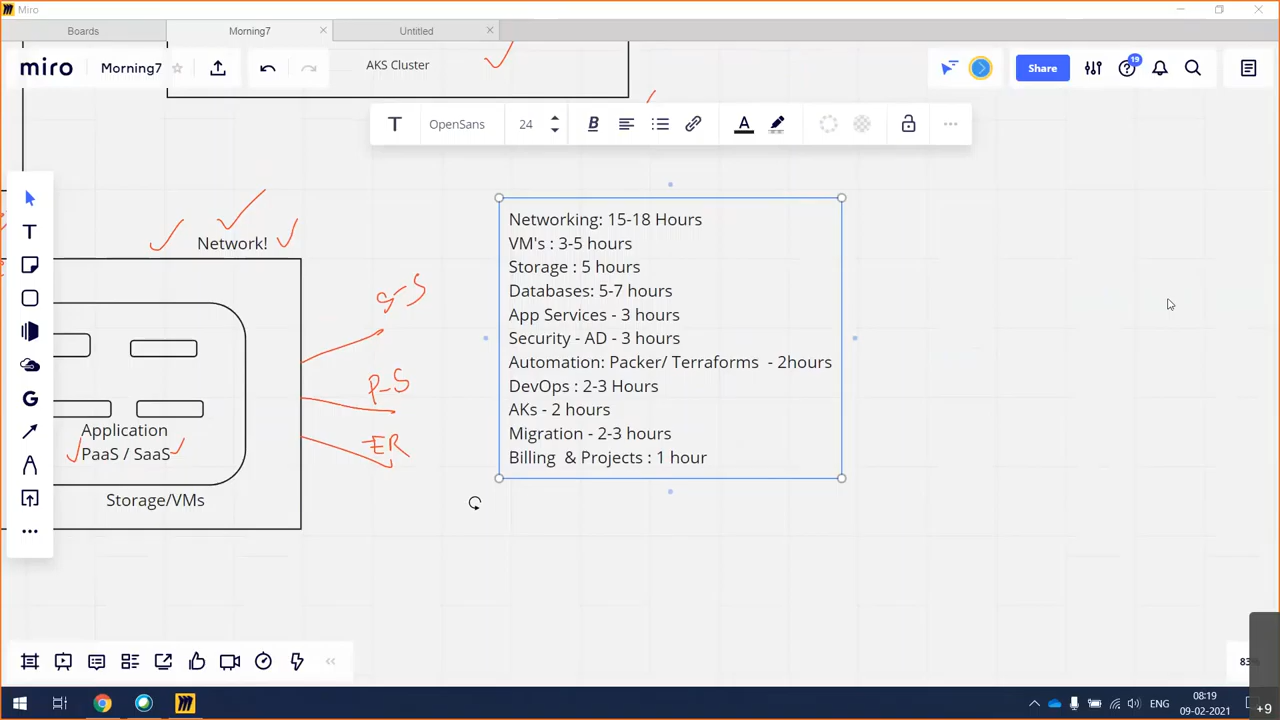 Miro
Boards
Morning7
Untitled
miro
Morning7
AKS Cluster
Share
19
OpenSans
24
B
A
Network!
S-S
P-S
ER
Application
PaaS / SaaS
Storage/VMs
Networking: 15-18 Hours
VM's : 3-5 hours
Storage : 5 hours
Databases: 5-7 hours
App Services - 3 hours
Security - AD - 3 hours
Automation: Packer/ Terraforms - 2hours
DevOps : 2-3 Hours
AKs - 2 hours
Migration - 2-3 hours
Billing & Projects : 1 hour
ENG
08:19
09-02-2021
+9